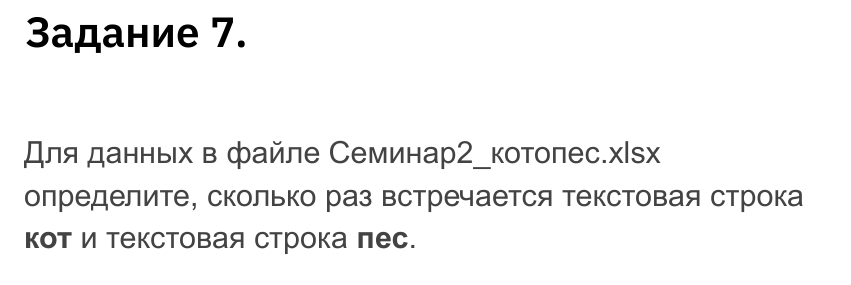 Задание 7.
Для данных в файле Семинар2_котопес.xlsx
определите, сколько раз встречается текстовая строка
кот и текстовая строка пес.